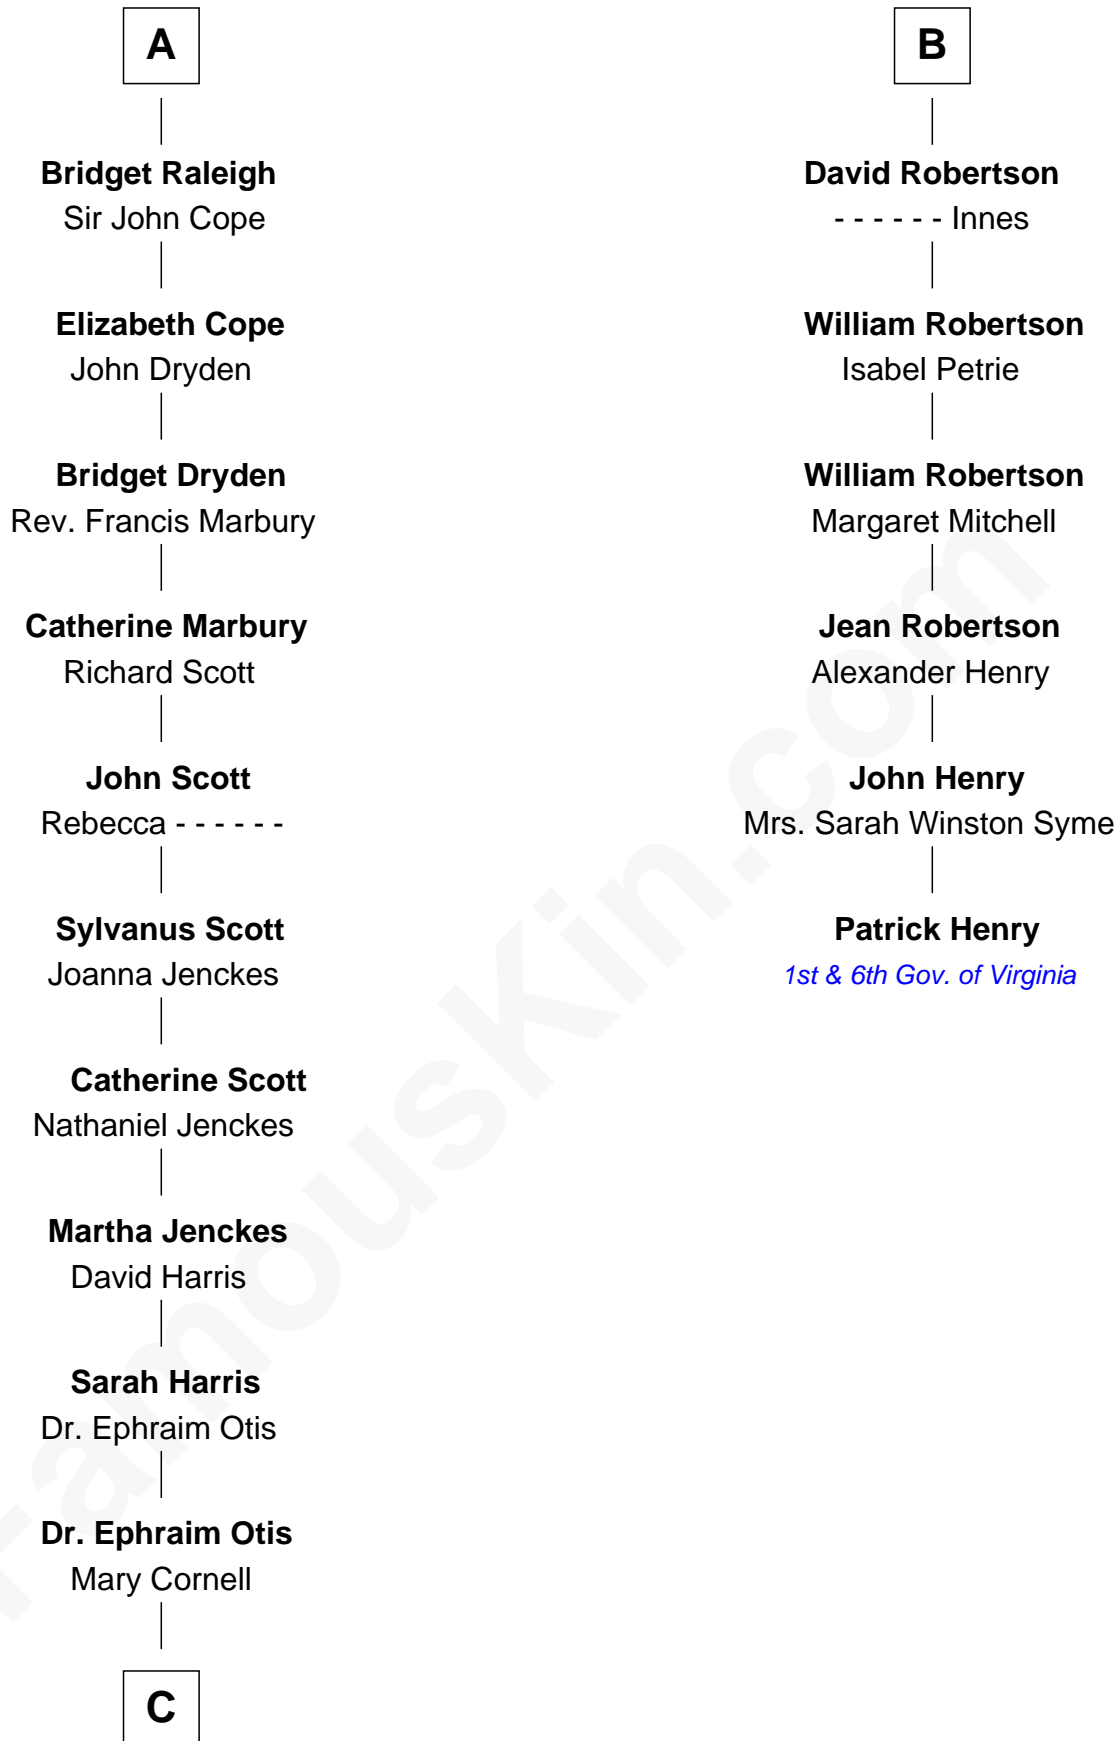 A
Bridget Raleigh
Sir John Cope
Elizabeth Cope
John Dryden
Bridget Dryden
Rev. Francis Marbury
Catherine Marbury
Richard Scott
John Scott
Rebecca - - - - - -
Sylvanus Scott
Joanna Jenckes
Catherine Scott
Nathaniel Jenckes
Martha Jenckes
David Harris
Sarah Harris
Dr. Ephraim Otis
Dr. Ephraim Otis
Mary Cornell
C
B
David Robertson
- - - - - - Innes
William Robertson
Isabel Petrie
William Robertson
Margaret Mitchell
Jean Robertson
Alexander Henry
John Henry
Mrs. Sarah Winston Syme
Patrick Henry
1st & 6th Gov. of Virginia
FamousKin.com